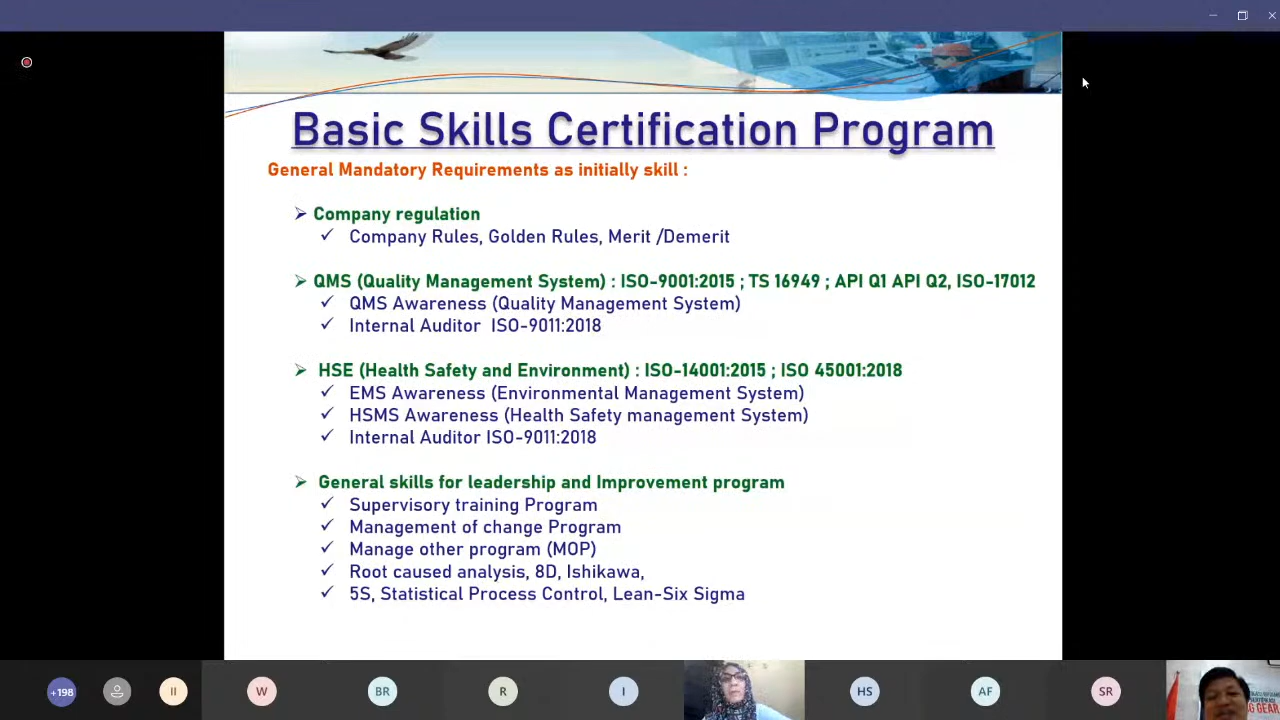 Basic Skills Certification Program
General Mandatory Requirements as initially skill :
Company regulation
Company Rules, Golden Rules, Merit /Demerit
QMS (Quality Management System) : ISO-9001:2015 ; TS 16949 ; API Q1 API Q2, ISO-17012
QMS Awareness (Quality Management System)
Internal Auditor ISO-9011:2018
HSE (Health Safety and Environment) : ISO-14001:2015 ; ISO 45001:2018
EMS Awareness (Environmental Management System)
HSMS Awareness (Health Safety management System)
Internal Auditor ISO-9011:2018
General skills for leadership and Improvement program
Supervisory training Program
Management of change Program
Manage other program (MOP)
Root caused analysis, 8D, Ishikawa,
5S, Statistical Process Control, Lean-Six Sigma
+198 II W BR R I HS AF SR
GEAR